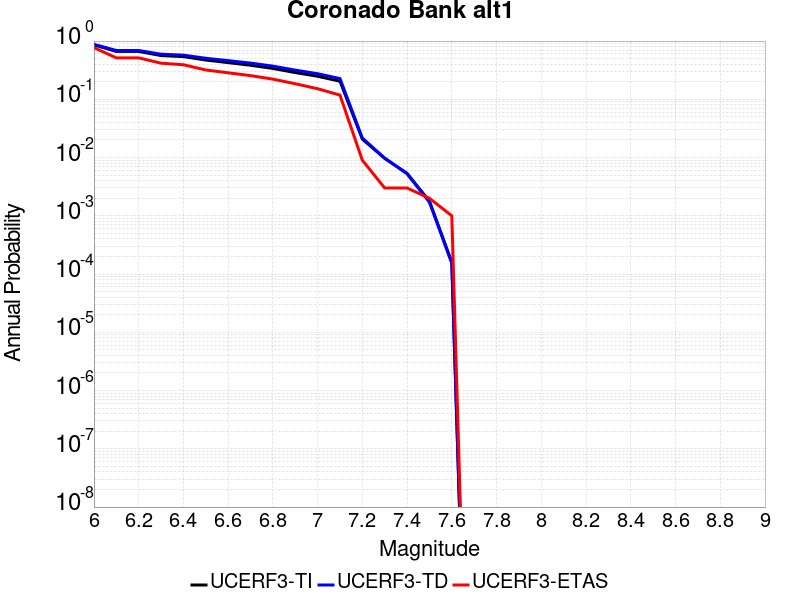 Coronado Bank alt1
10^0
10^-1
10^-2
10^-3
10^-4
10^-5
10^-6
10^-7
10^-8
Annual Probability
6 6.2 6.4 6.6 6.8 7 7.2 7.4 7.6 7.8 8 8.2 8.4 8.6 8.8 9
Magnitude
UCERF3-TI UCERF3-TD UCERF3-ETAS